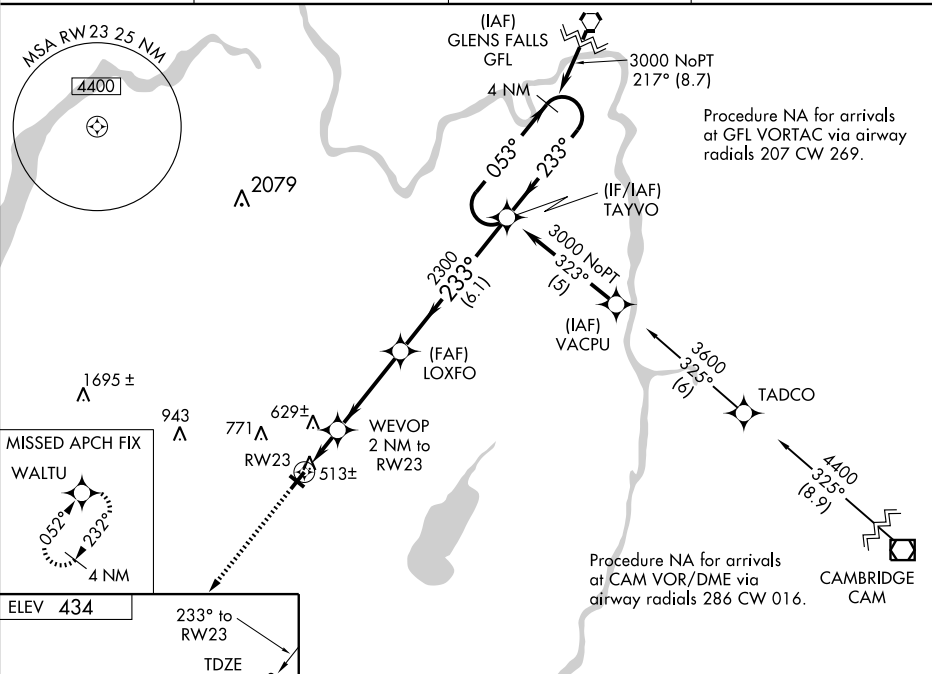 MSA RW23 25 NM
4400
(IAF)
GLENS FALLS
GFL
3000 NoPT
217° (8.7)
4 NM
Procedure NA for arrivals
at GFL VORTAC via airway
radials 207 CW 269.
053°
233°
2079
(IF/IAF)
TAYVO
3000 NoPT
323°
(5)
2300
233°
(6.1)
(IAF)
VACPU
(FAF)
LOXFO
3600
325°
(6)
TADCO
1695 ±
943
771
629±
WEVOP
2 NM to
RW23
RW23
513±
4400
325°
(8.9)
MISSED APCH FIX
WALTU
052°
232°
4 NM
Procedure NA for arrivals
at CAM VOR/DME via
airway radials 286 CW 016.
CAMBRIDGE
CAM
ELEV 434
233° to
RW23
TDZE